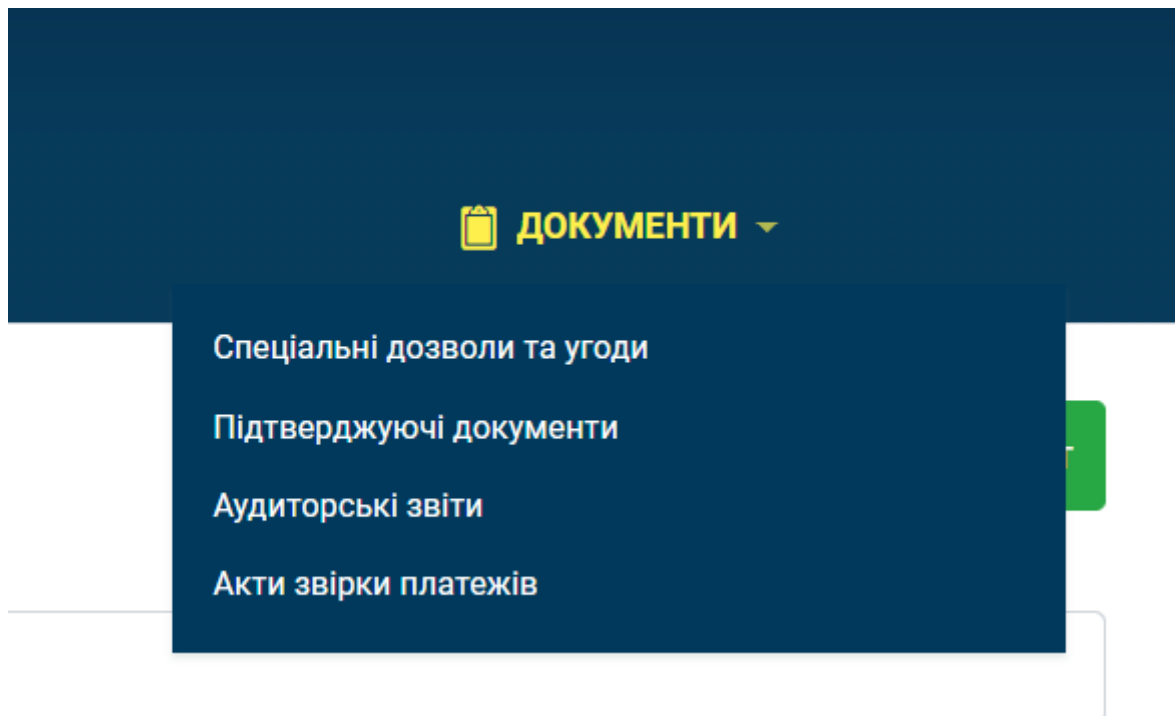 ДОКУМЕНТИ
Спеціальні дозволи та угоди
Підтверджуючі документи
Аудиторські звіти
Акти звірки платежів